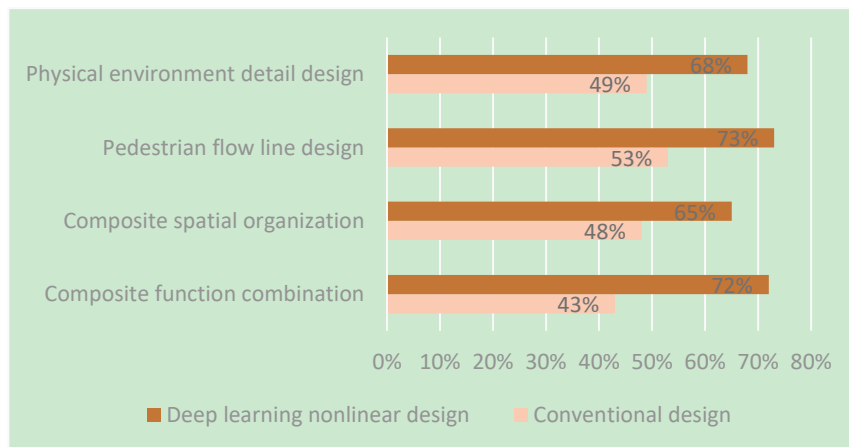 Physical environment detail design
68%
49%
Pedestrian flow line design
73%
53%
Composite spatial organization
65%
48%
Composite function combination
72%
43%
0% 10% 20% 30% 40% 50% 60% 70% 80%
Deep learning nonlinear design Conventional design